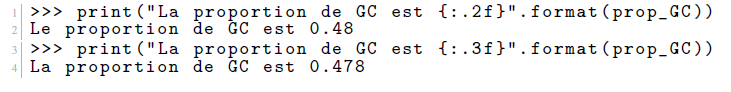 1 >>> print("La proportion de GC est {:.2f}".format(prop_GC))
2 Le proportion de GC est 0.48
3 >>> print("La proportion de GC est {:.3f}".format(prop_GC))
4 La proportion de GC est 0.478